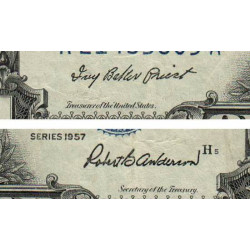 Ivy Baker Priest
Treasurer of the United States.
SERIES 1957
Robert B. Anderson
H5
Secretary of the Treasury.